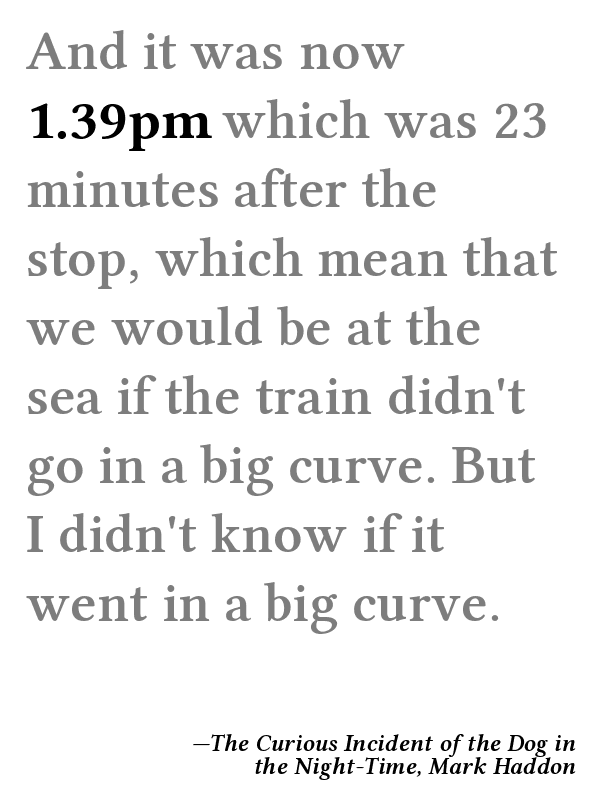 And it was now
1.39pm which was 23
minutes after the
stop, which mean that
we would be at the
sea if the train didn't
go in a big curve. But
I didn't know if it
went in a big curve.
—The Curious Incident of the Dog in
the Night-Time, Mark Haddon